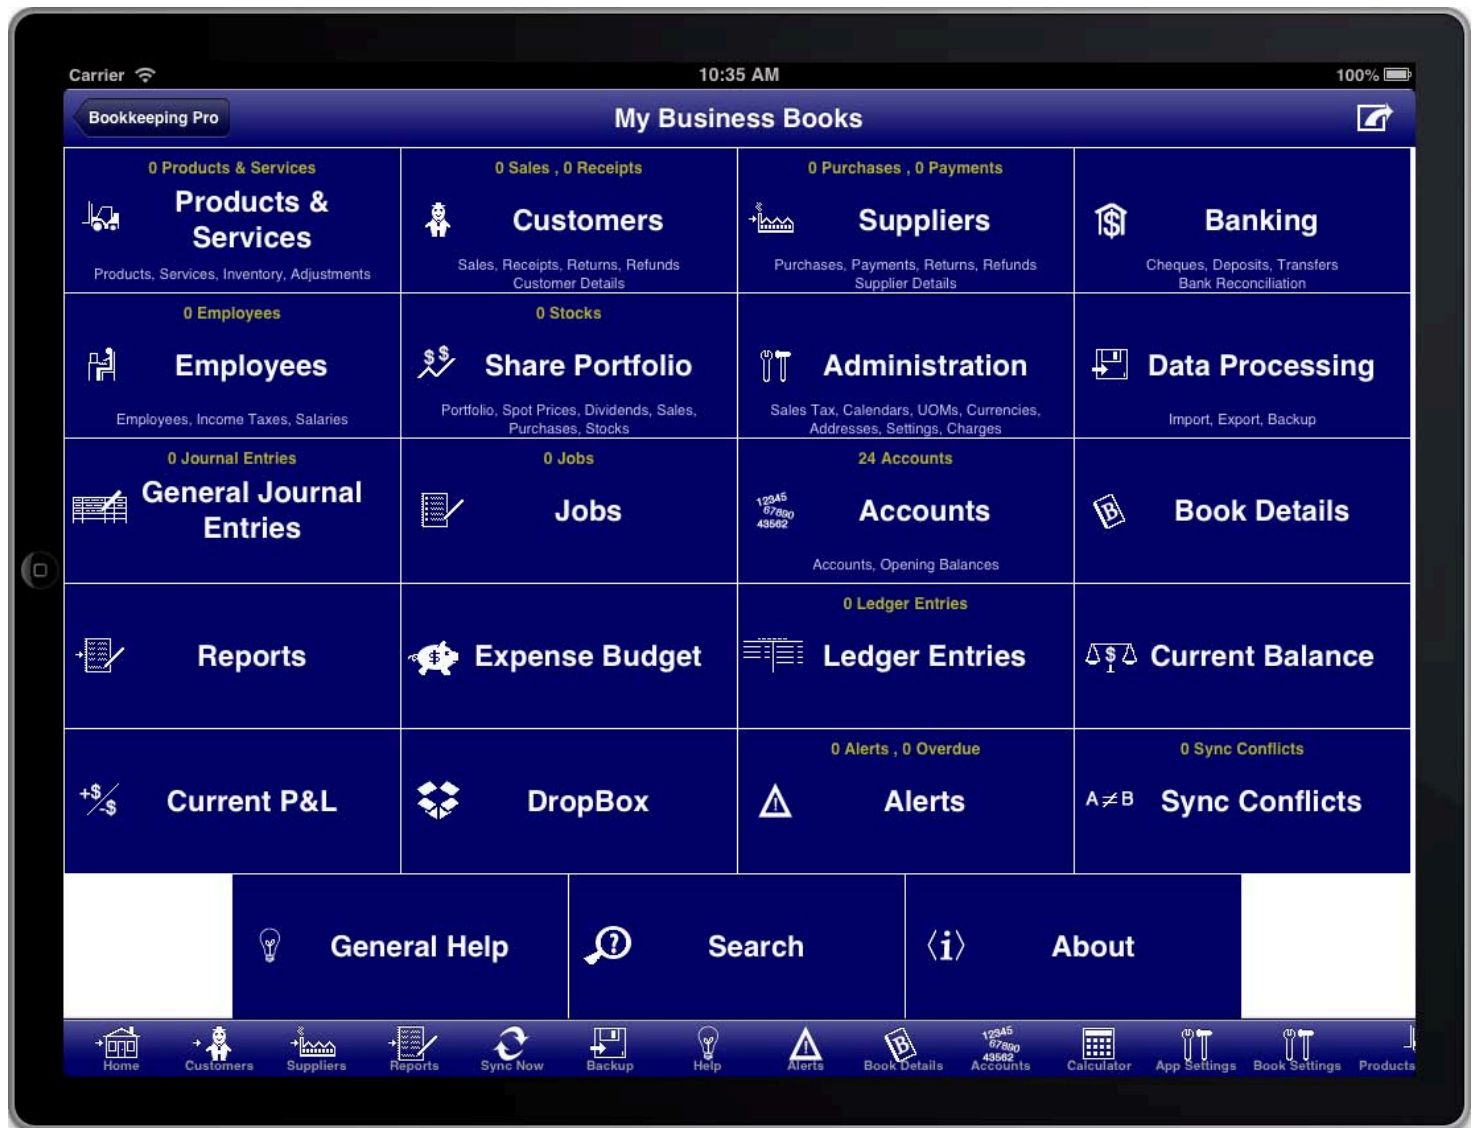 Carrier
10:35 AM
100%
Bookkeeping Pro
My Business Books
0 Products & Services
Products &
Services
Products, Services, Inventory, Adjustments
0 Sales , 0 Receipts
Customers
Sales, Receipts, Returns, Refunds
Customer Details
0 Purchases , 0 Payments
Suppliers
Purchases, Payments, Returns, Refunds
Supplier Details
Banking
Cheques, Deposits, Transfers
Bank Reconciliation
0 Employees
Employees
Employees, Income Taxes, Salaries
0 Stocks
$$
Share Portfolio
Portfolio, Spot Prices, Dividends, Sales,
Purchases, Stocks
Administration
Sales Tax, Calendars, UOMs, Currencies,
Addresses, Settings, Charges
Data Processing
Import, Export, Backup
0 Journal Entries
General Journal
Entries
0 Jobs
Jobs
24 Accounts
12345
67890
43562
Accounts
Accounts, Opening Balances
B
Book Details
Reports
$
Expense Budget
0 Ledger Entries
Ledger Entries
$
Current Balance
+$/-$
Current P&L
DropBox
0 Alerts , 0 Overdue
Alerts
0 Sync Conflicts
A≠B
Sync Conflicts
General Help
?
Search
⟨i⟩
About
Home
Customers
Suppliers
Reports
Sync Now
Backup
Help
Alerts
B
Book Details
12345
67890
43562
Accounts
Calculator
App Settings
Book Settings
Products